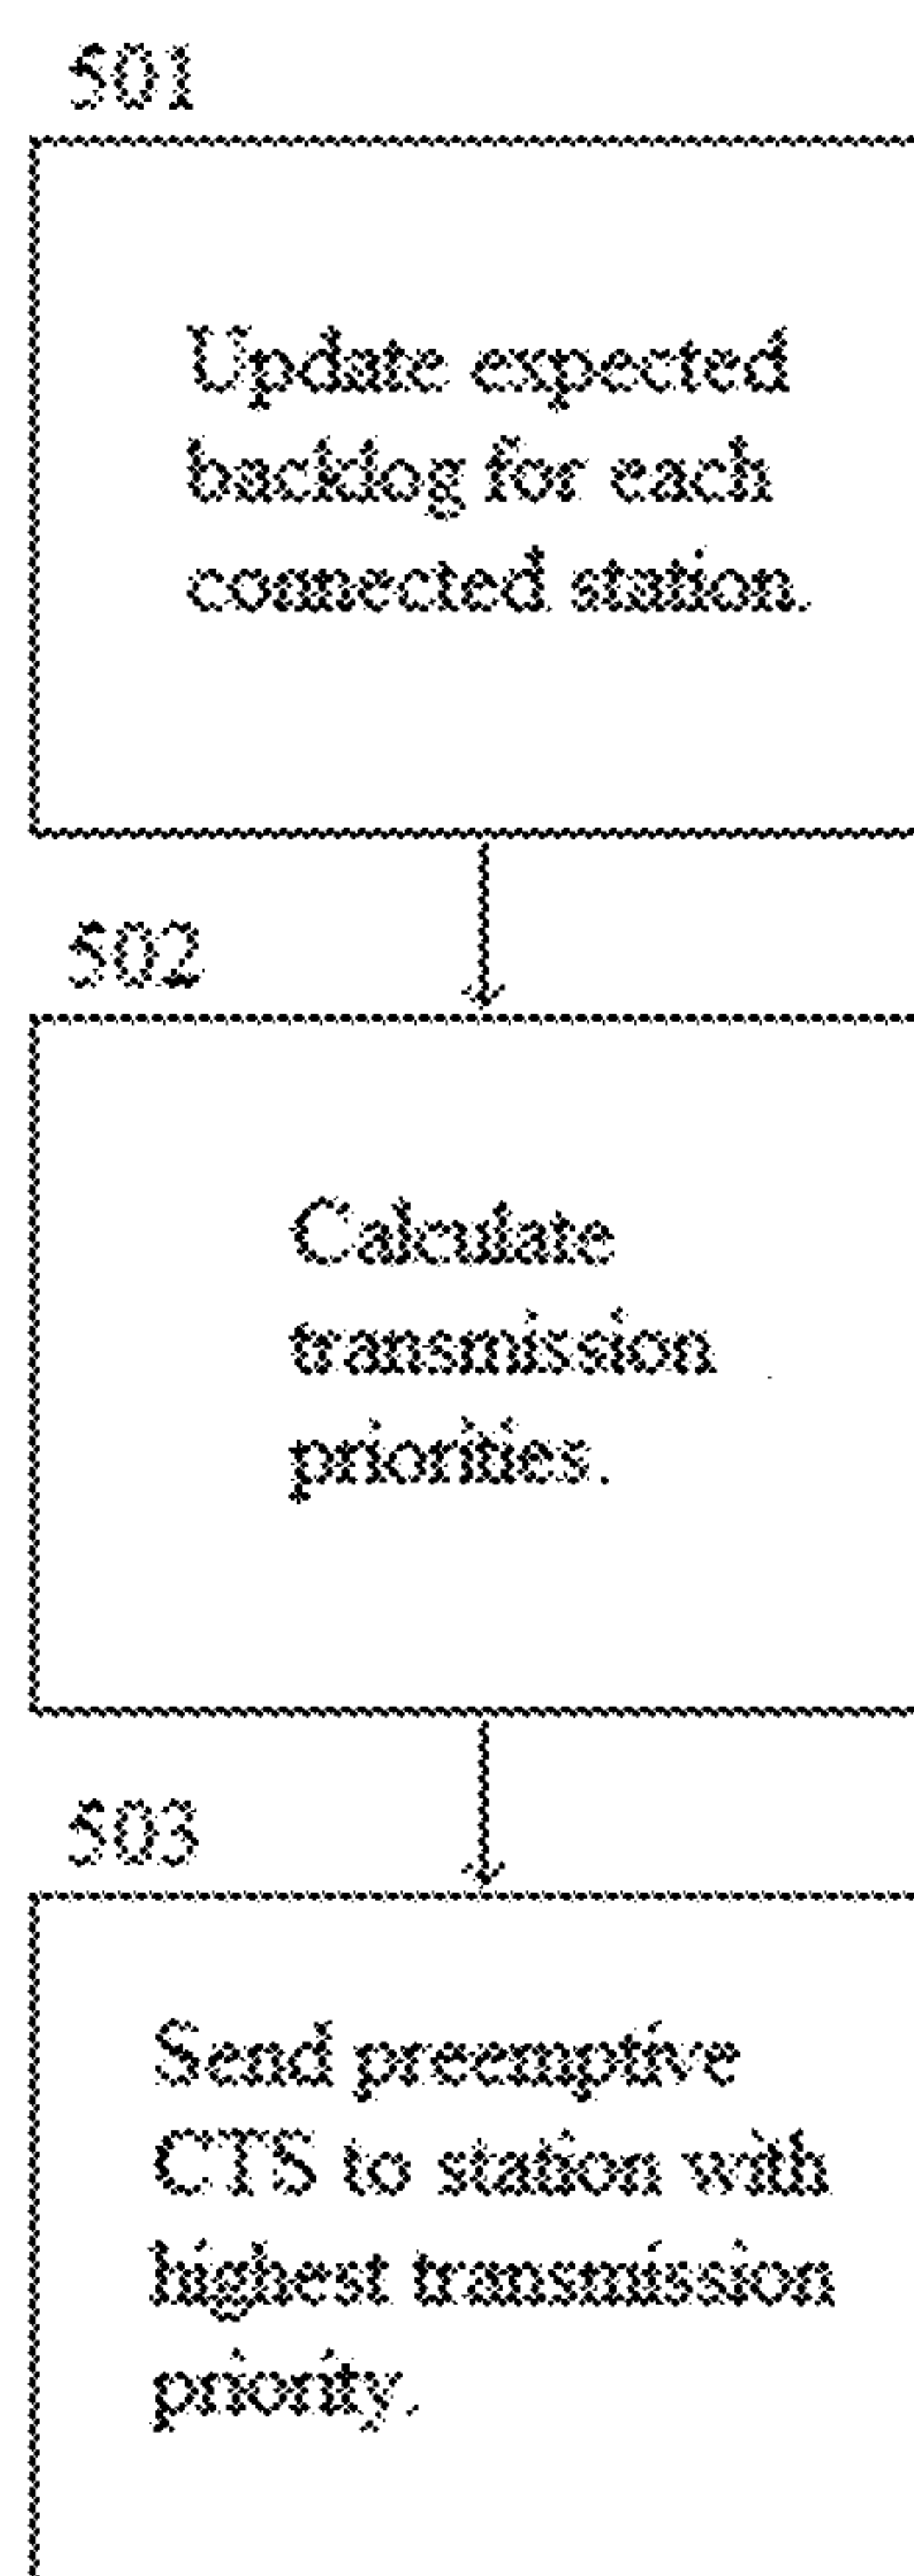 501
Update expected
backlog for each
connected station.
502
Calculate
transmission
priorities.
503
Send preemptive
CTS to station with
highest transmission
priority.